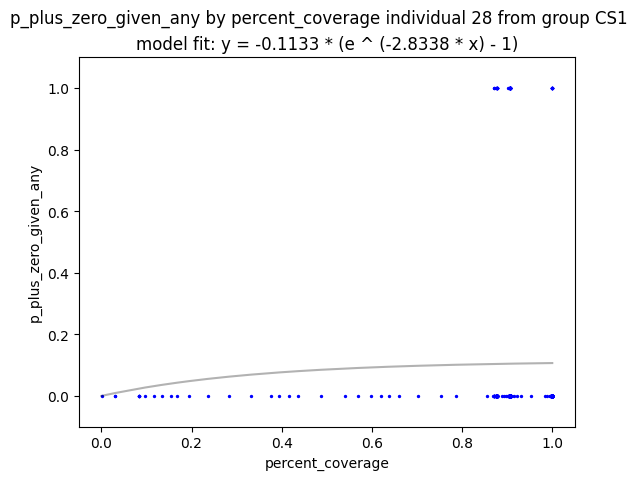 p_plus_zero_given_any by percent_coverage individual 28 from group CS1
model fit: y = -0.1133 * (e ^ (-2.8338 * x) - 1)
1.0
0.8
0.6
0.4
0.2
0.0
p_plus_zero_given_any
0.0 0.2 0.4 0.6 0.8 1.0
percent_coverage